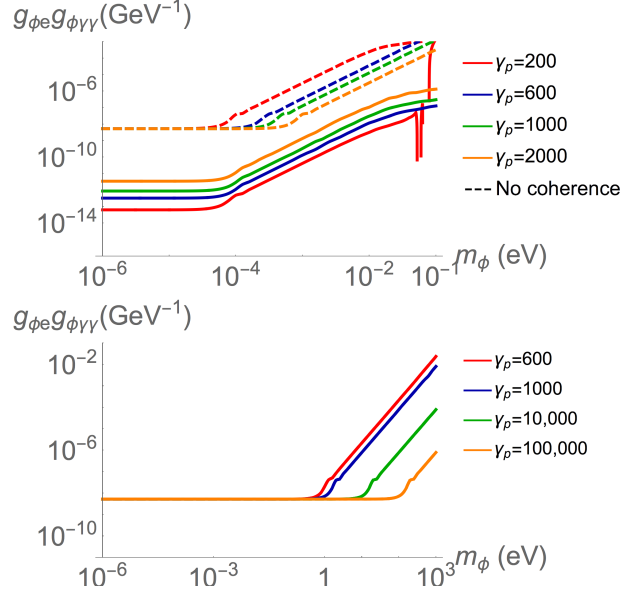 gϕegϕγγ(GeV⁻¹)
10⁻⁶
10⁻¹⁰
10⁻¹⁴
10⁻⁶ 10⁻⁴ 10⁻² 10⁻¹
mϕ (eV)
γp=200
γp=600
γp=1000
γp=2000
No coherence
gϕegϕγγ(GeV⁻¹)
10⁻²
10⁻⁶
10⁻¹⁰
10⁻⁶ 10⁻³ 1 10³
mϕ (eV)
γp=600
γp=1000
γp=10,000
γp=100,000